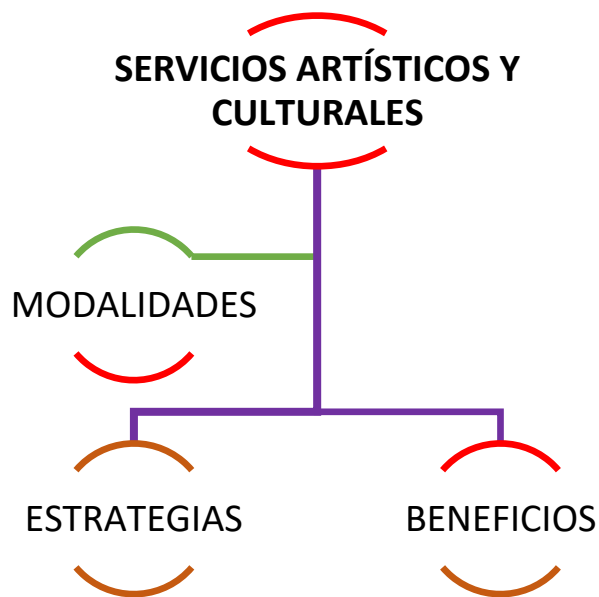 SERVICIOS ARTÍSTICOS Y
CULTURALES
MODALIDADES
ESTRATEGIAS
BENEFICIOS